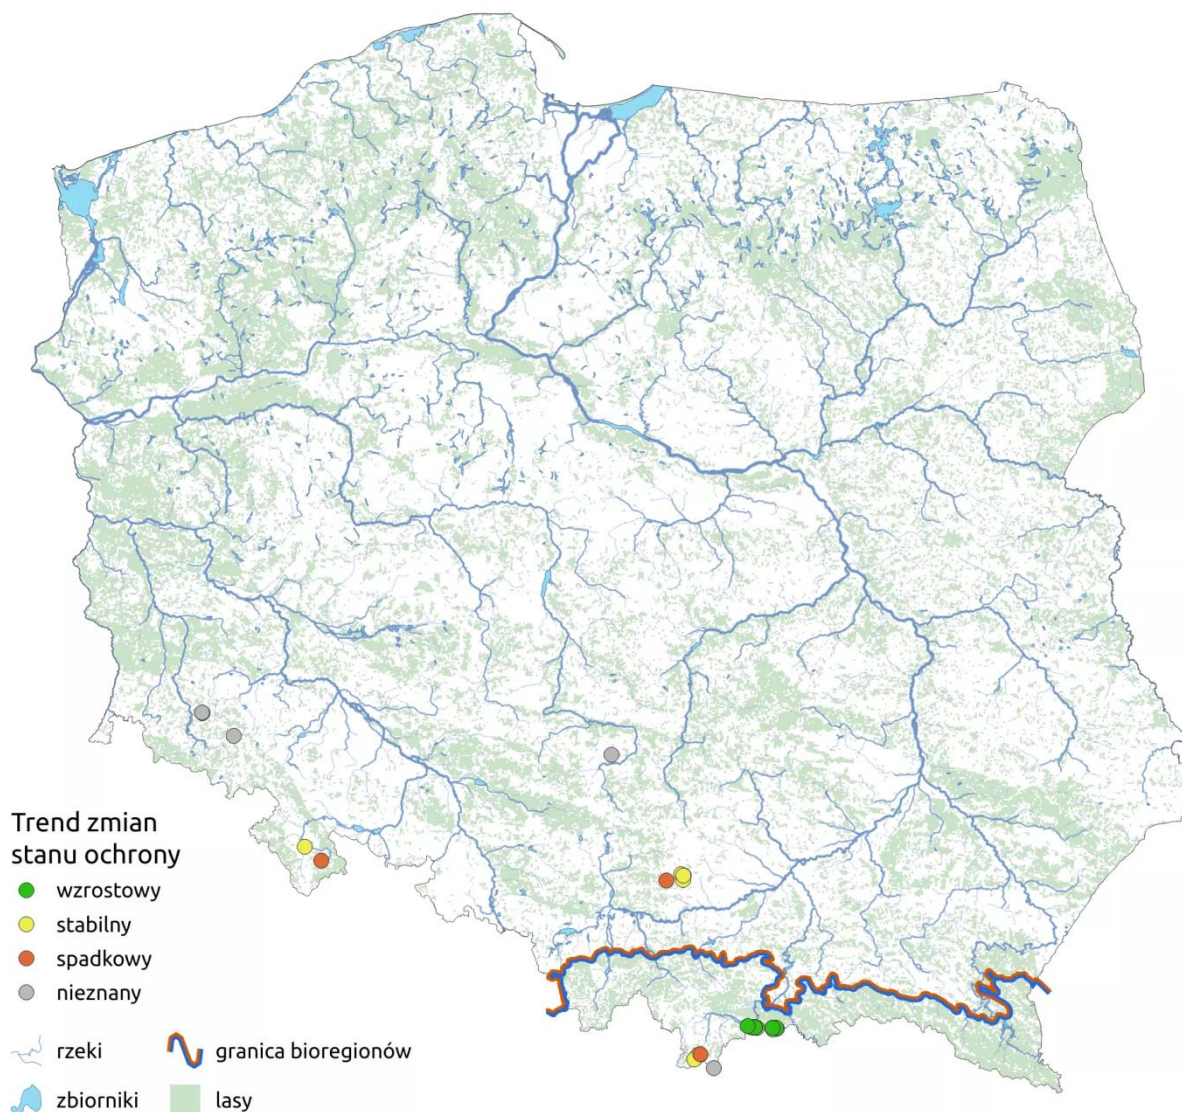 Trend zmian
stanu ochrony
wzrostowy
stabilny
spadkowy
nieznany
rzeki
granica bioregionów
zbiorniki
lasy